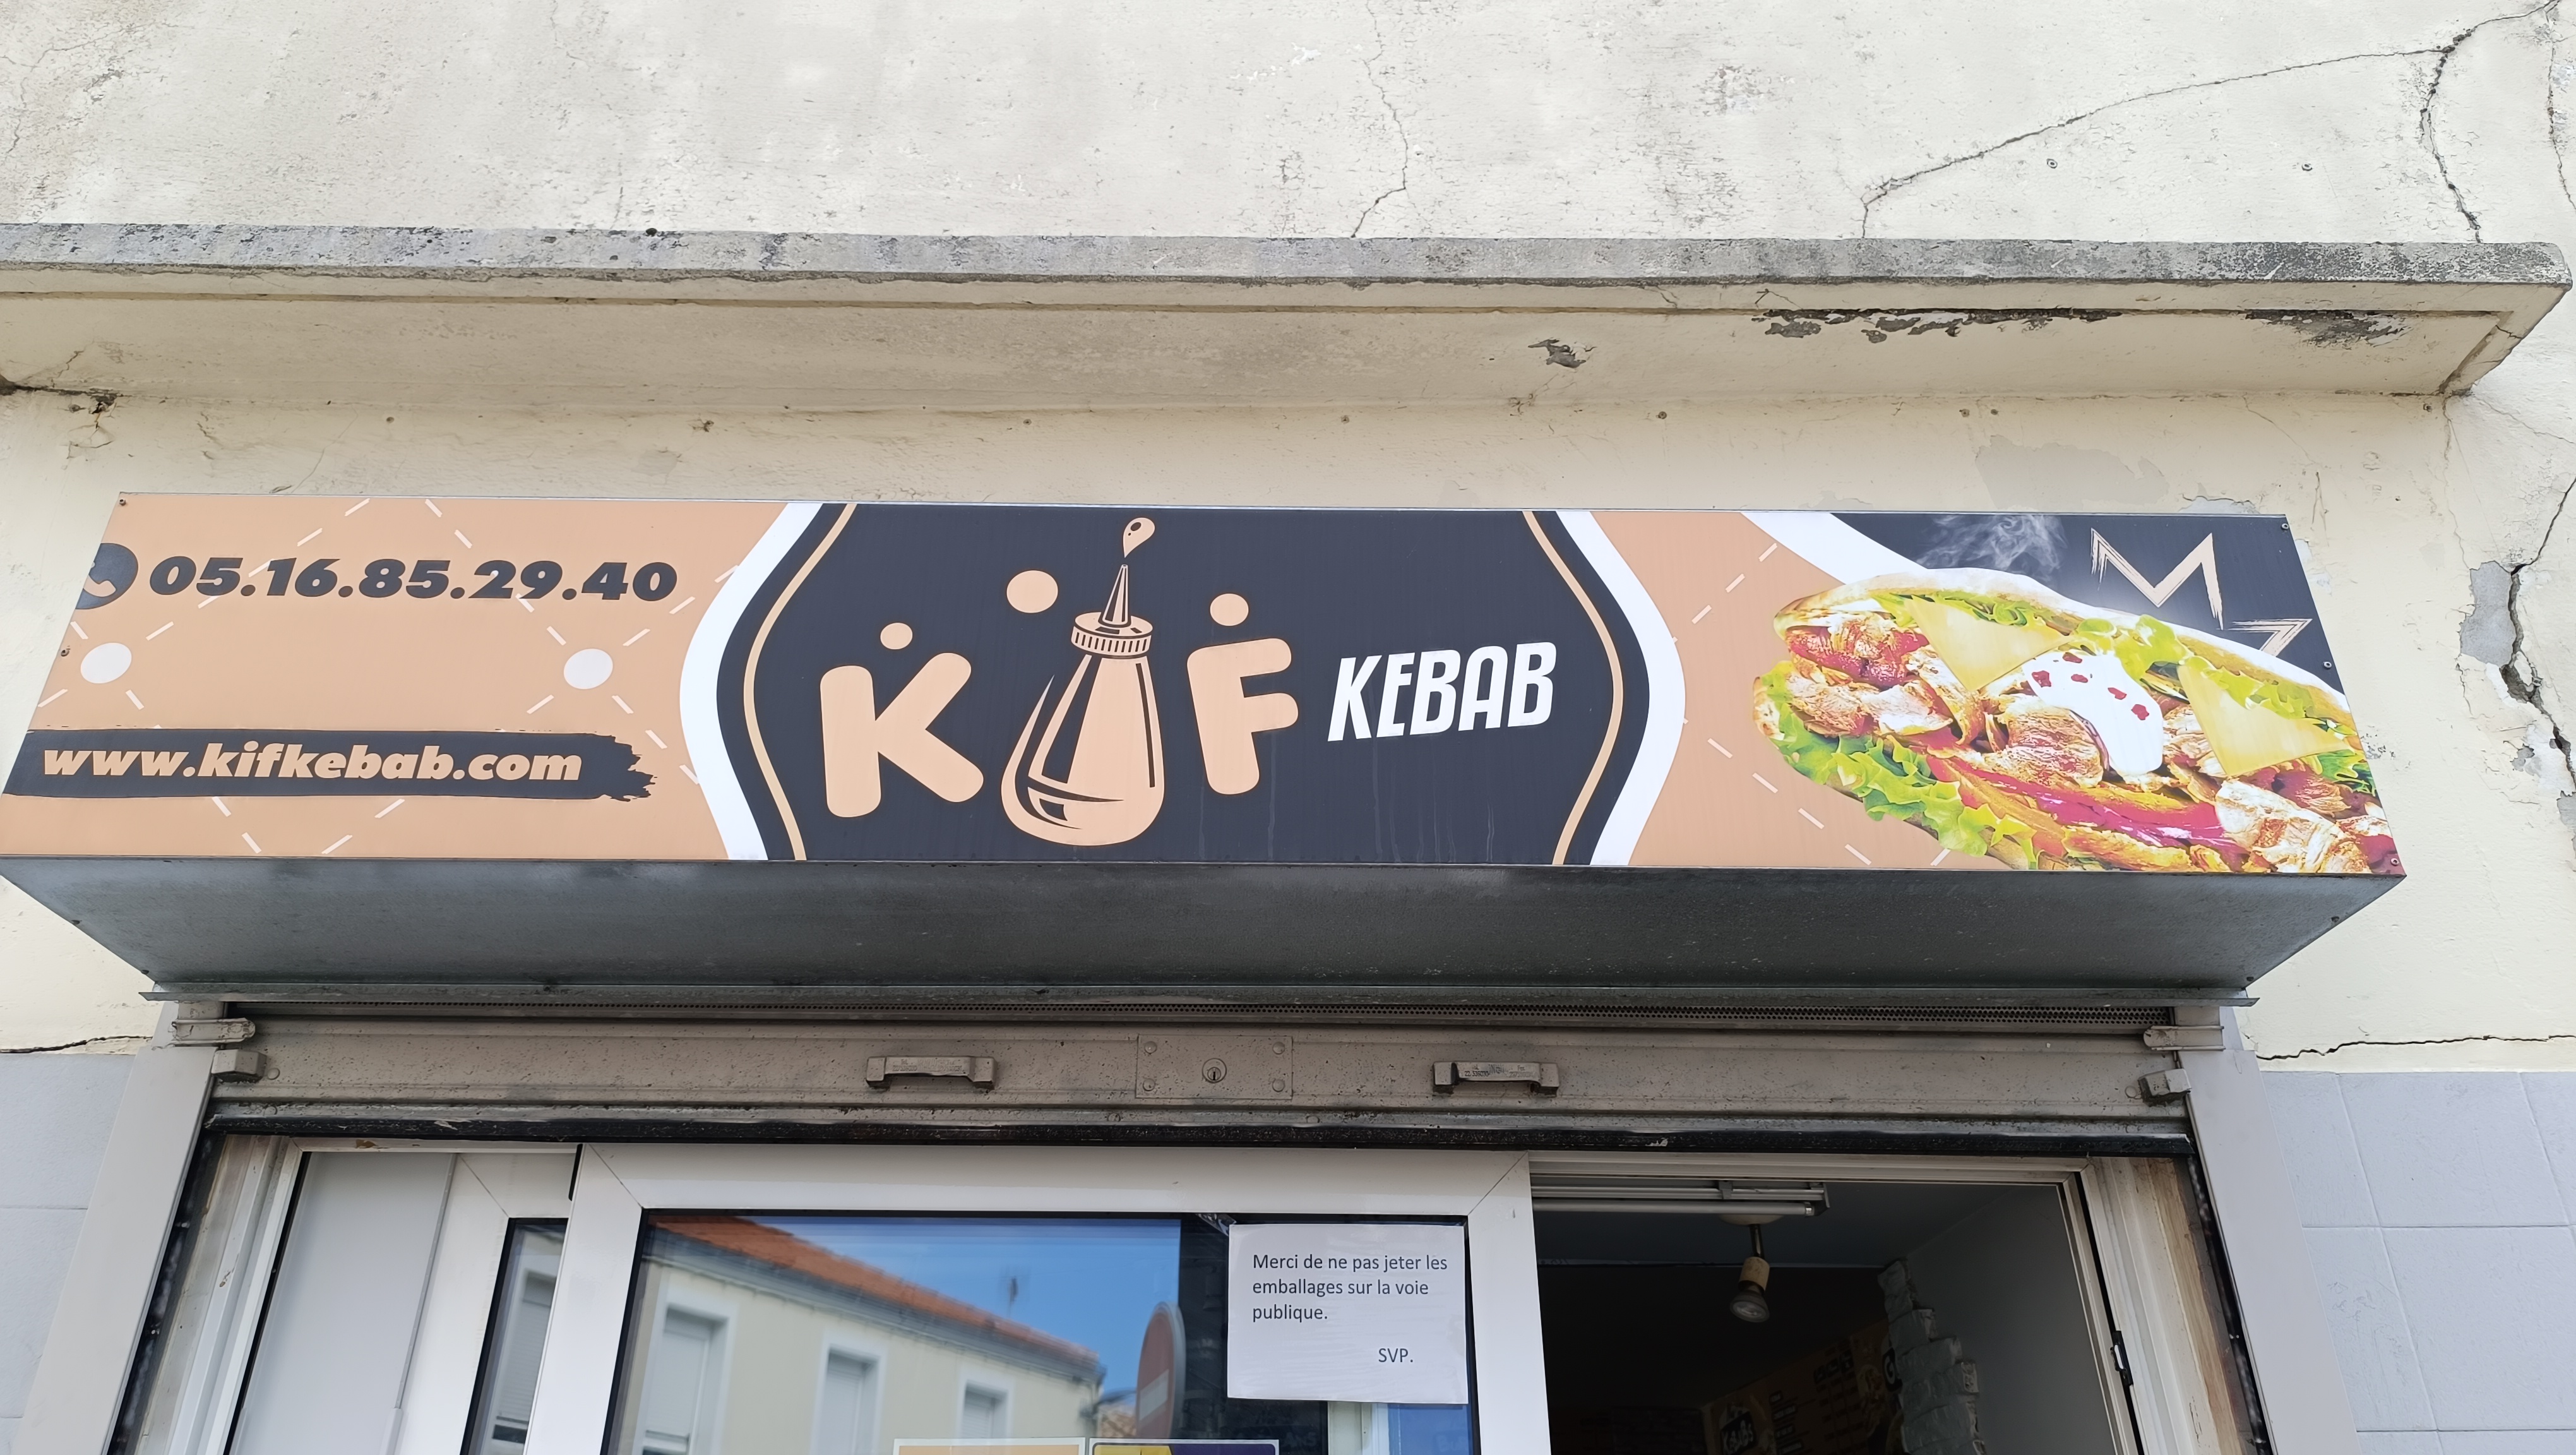 05.16.85.29.40
www.kifkebab.com
KIF KEBAB
Merci de ne pas jeter les
emballages sur la voie
publique.
SVP.